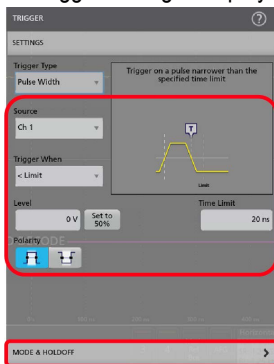 TRIGGER ?
SETTINGS
Trigger Type
Pulse Width
Trigger on a pulse narrower than the
specified time limit
Source
Ch 1
T
Trigger When
< Limit
Limit
Level
Time Limit
0 V
Set to
50%
20 ns
Polarity
MODE & HOLDOFF >